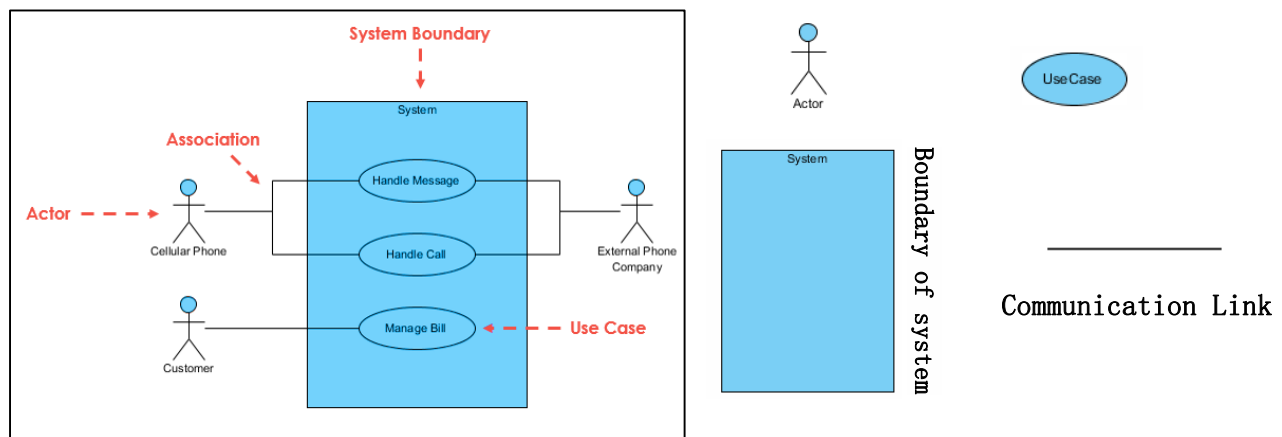 System Boundary
System
Association
Handle Message
Actor
Cellular Phone
Handle Call
External Phone
Company
Manage Bill
Use Case
Customer
Actor
UseCase
System
Boundary of system
Communication Link